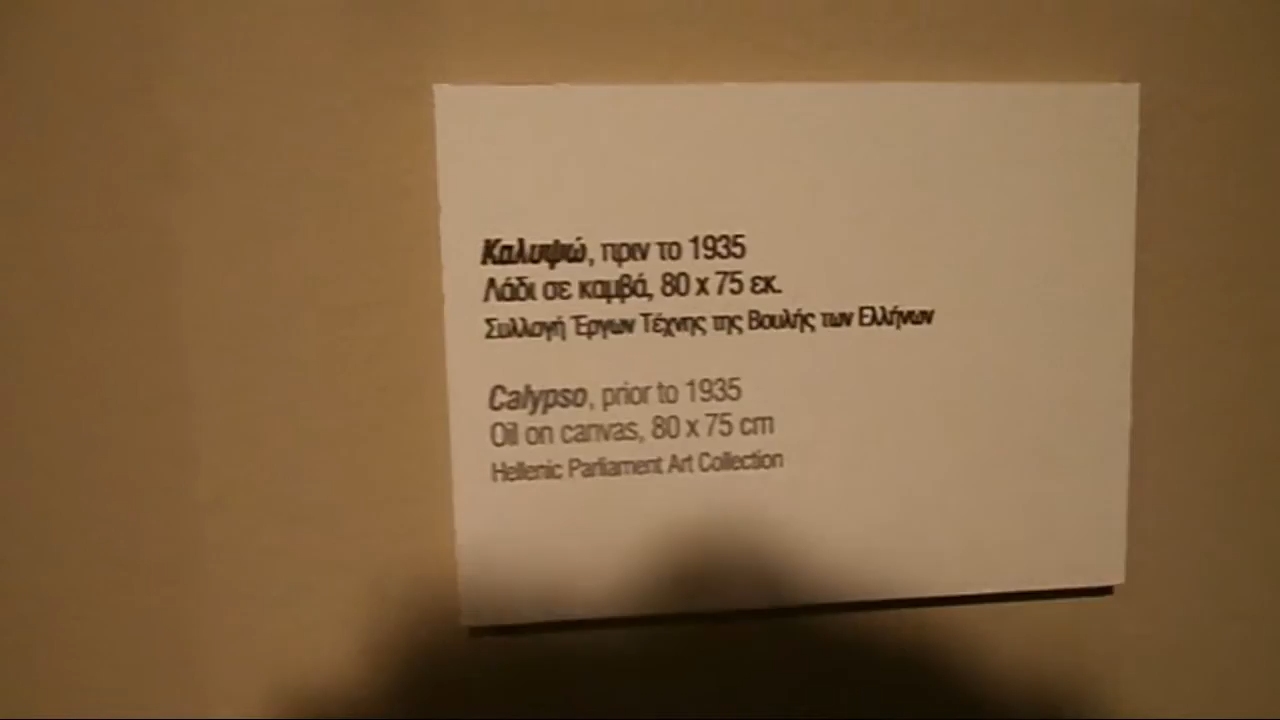 Καλυψώ, πριν το 1935
Λάδι σε καμβά, 80 x 75 εκ.
Συλλογή Έργων Τέχνης της Βουλής των Ελλήνων
Calypso, prior to 1935
Oil on canvas, 80 x 75 cm
Hellenic Parliament Art Collection